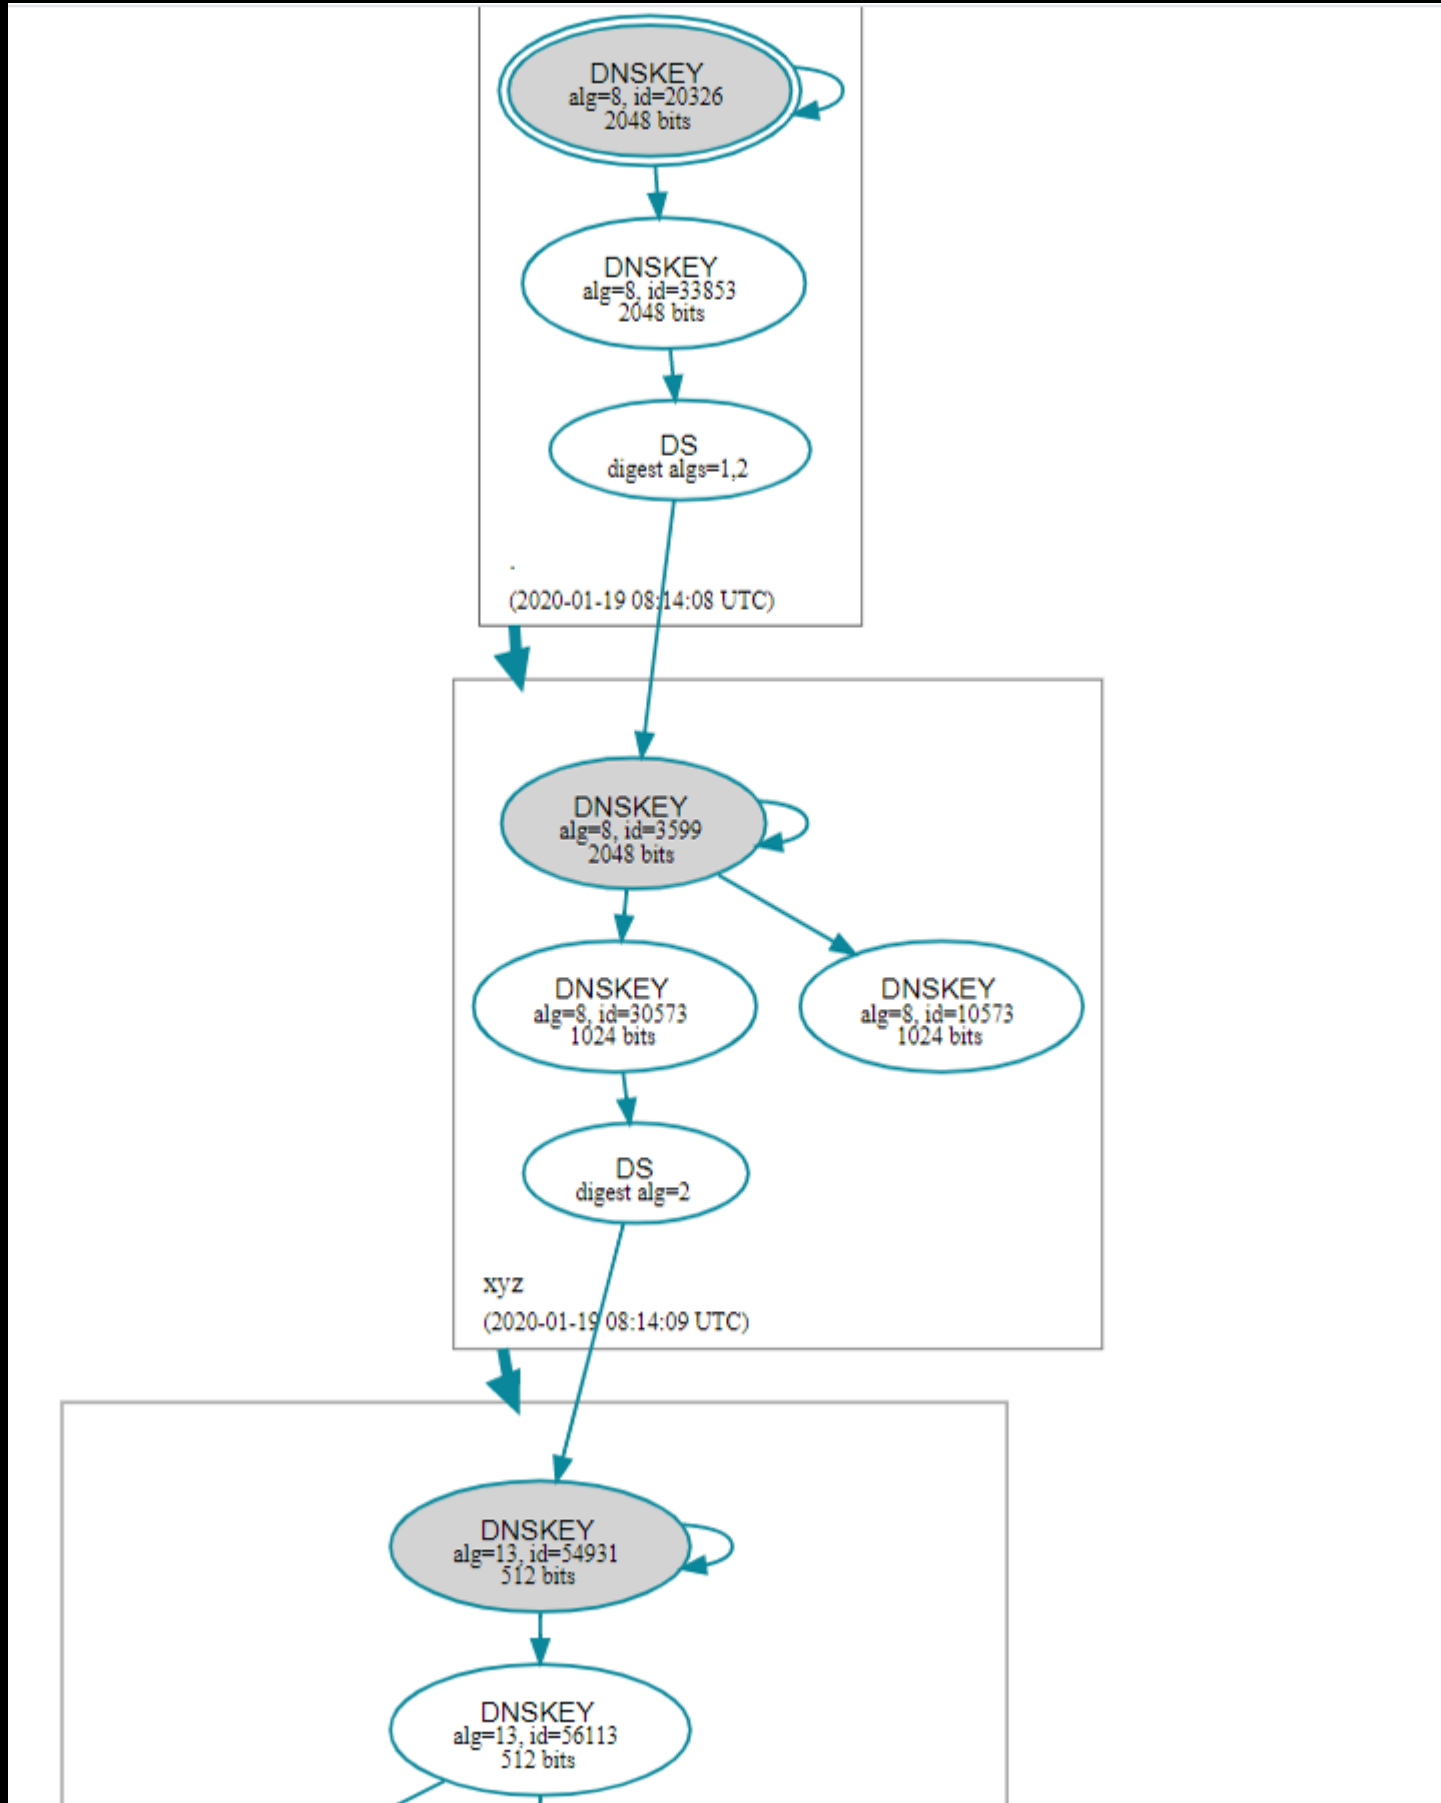 DNSKEY
alg=8, id=20326
2048 bits
DNSKEY
alg=8, id=33853
2048 bits
DS
digest algs=1,2
.
(2020-01-19 08:14:08 UTC)
DNSKEY
alg=8, id=3599
2048 bits
DNSKEY
alg=8, id=30573
1024 bits
DNSKEY
alg=8, id=10573
1024 bits
DS
digest alg=2
xyz
(2020-01-19 08:14:09 UTC)
DNSKEY
alg=13, id=54931
512 bits
DNSKEY
alg=13, id=56113
512 bits